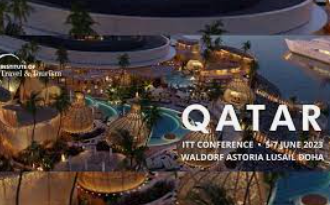 INSTITUTE OF
Travel & Tourism
QATAR
ITT CONFERENCE • 5-7 JUNE 2023
WALDORF ASTORIA LUSAIL DOHA